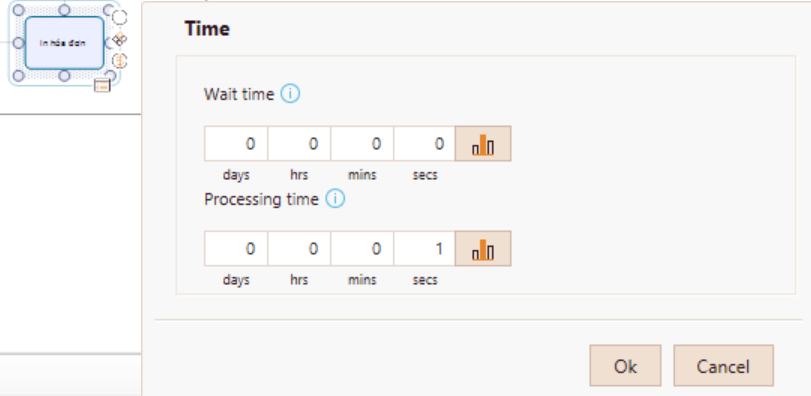 In hóa đơn
Time
Wait time
0 0 0 0
days hrs mins secs
Processing time
0 0 0 1
days hrs mins secs
Ok Cancel